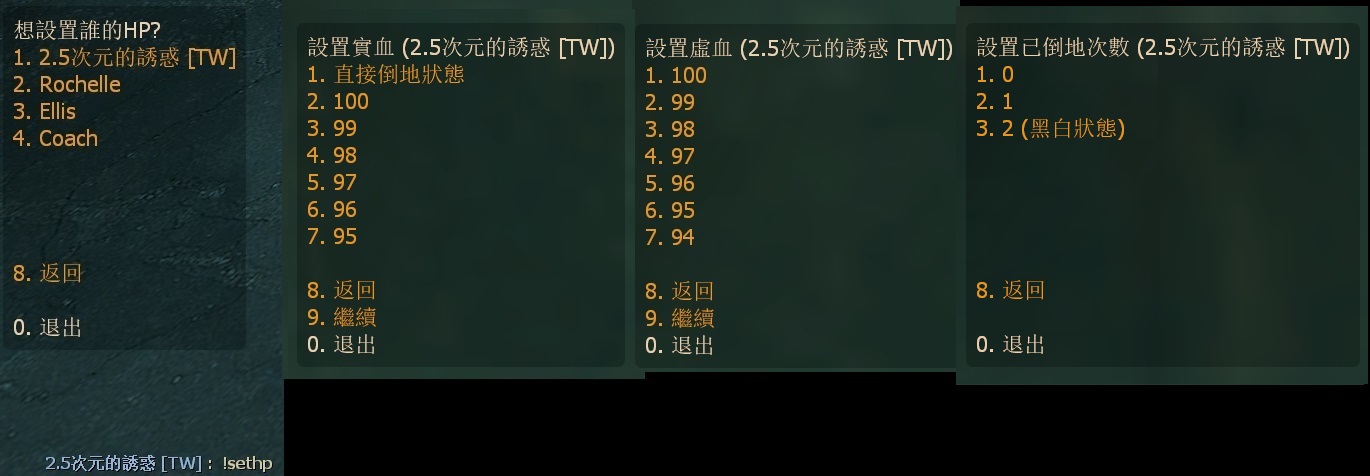 想設置誰的HP?
1. 2.5次元的誘惑 [TW]
2. Rochelle
3. Ellis
4. Coach
8. 返回
0. 退出
2.5次元的誘惑 [TW] : !sethp
設置實血 (2.5次元的誘惑 [TW])
1. 直接倒地狀態
2. 100
3. 99
4. 98
5. 97
6. 96
7. 95
8. 返回
9. 繼續
0. 退出
設置虛血 (2.5次元的誘惑 [TW])
1. 100
2. 99
3. 98
4. 97
5. 96
6. 95
7. 94
8. 返回
9. 繼續
0. 退出
設置已倒地次數 (2.5次元的誘惑 [TW])
1. 0
2. 1
3. 2 (黑白狀態)
8. 返回
0. 退出